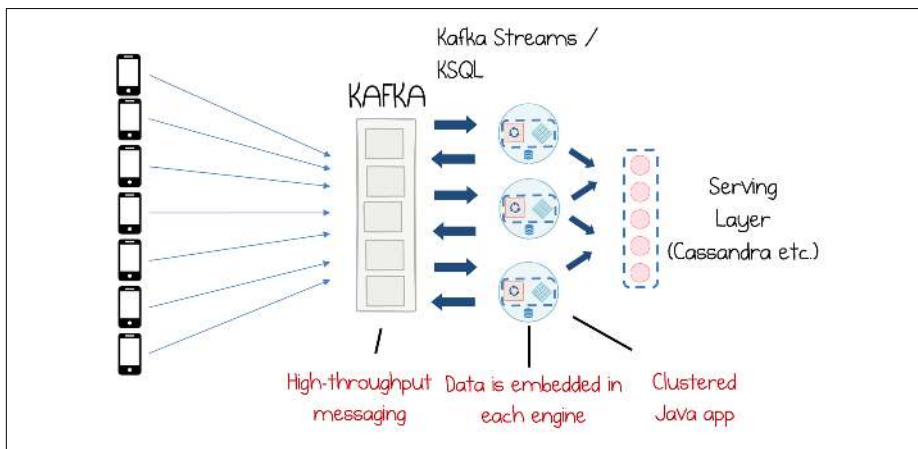 Kafka Streams /
KSQL
KAFKA
Serving
Layer
(Cassandra etc.)
High-throughput
messaging
Data is embedded in
each engine
Clustered
Java app